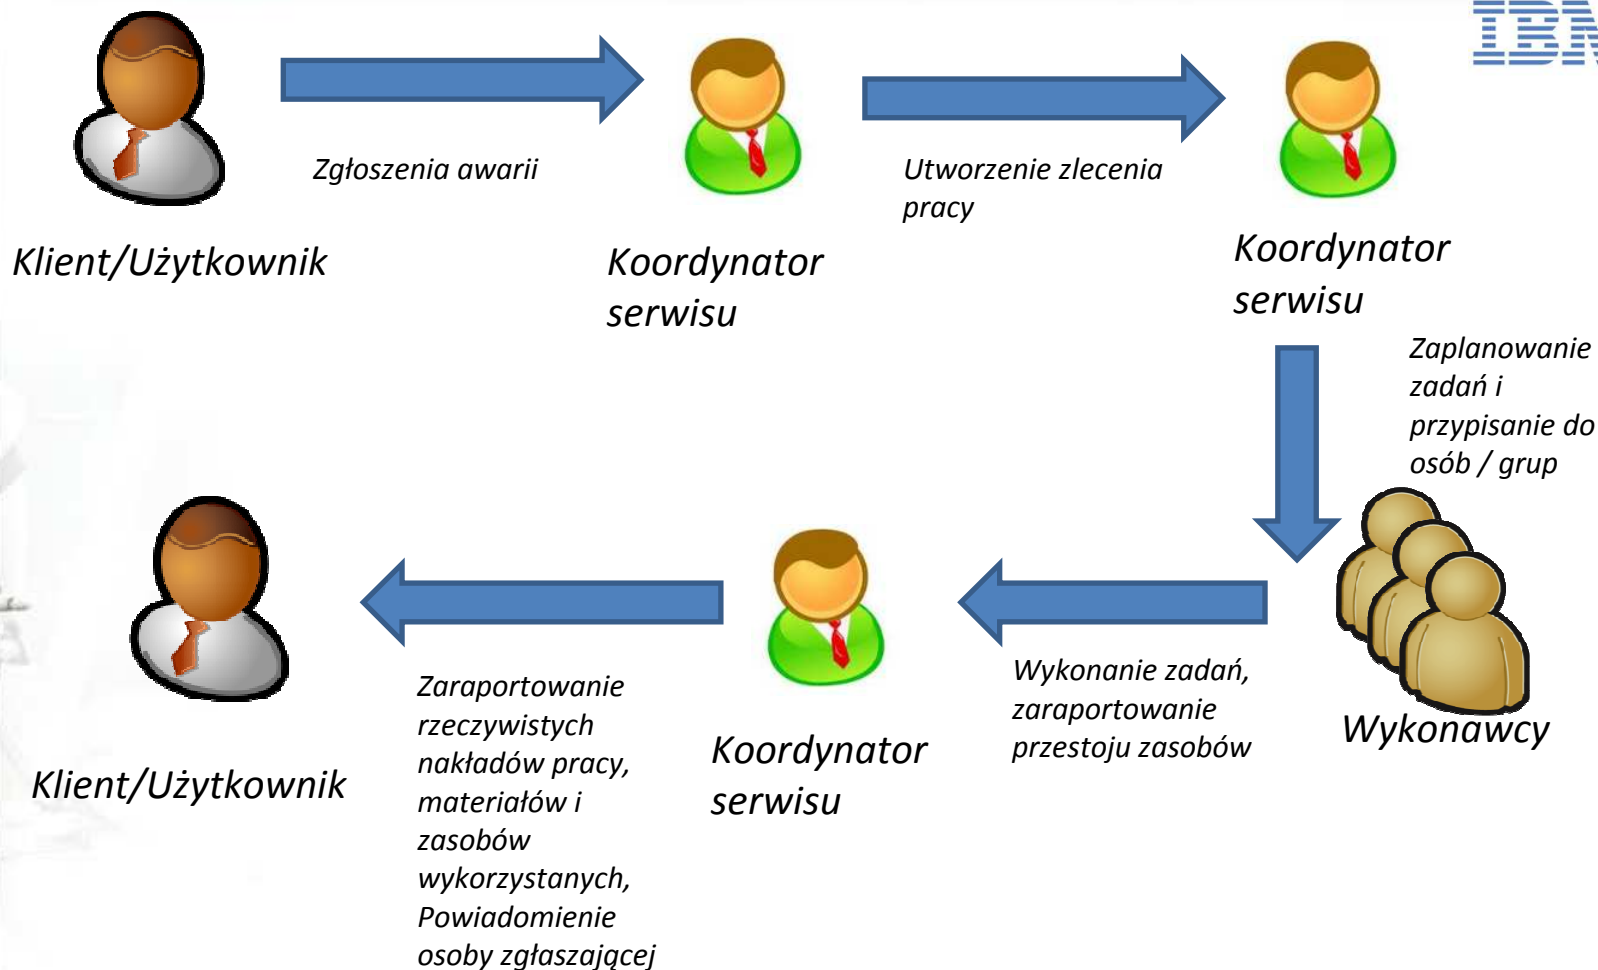 IBM
Zgłoszenia awarii
Utworzenie zlecenia
pracy
Klient/Użytkownik
Koordynator
serwisu
Koordynator
serwisu
Zaplanowanie
zadań i
przypisanie do
osób / grup
Wykonawcy
Wykonanie zadań,
zaraportowanie
przestoju zasobów
Koordynator
serwisu
Zaraportowanie
rzeczywistych
nakładów pracy,
materiałów i
zasobów
wykorzystanych,
Powiadomienie
osoby zgłaszającej
Klient/Użytkownik